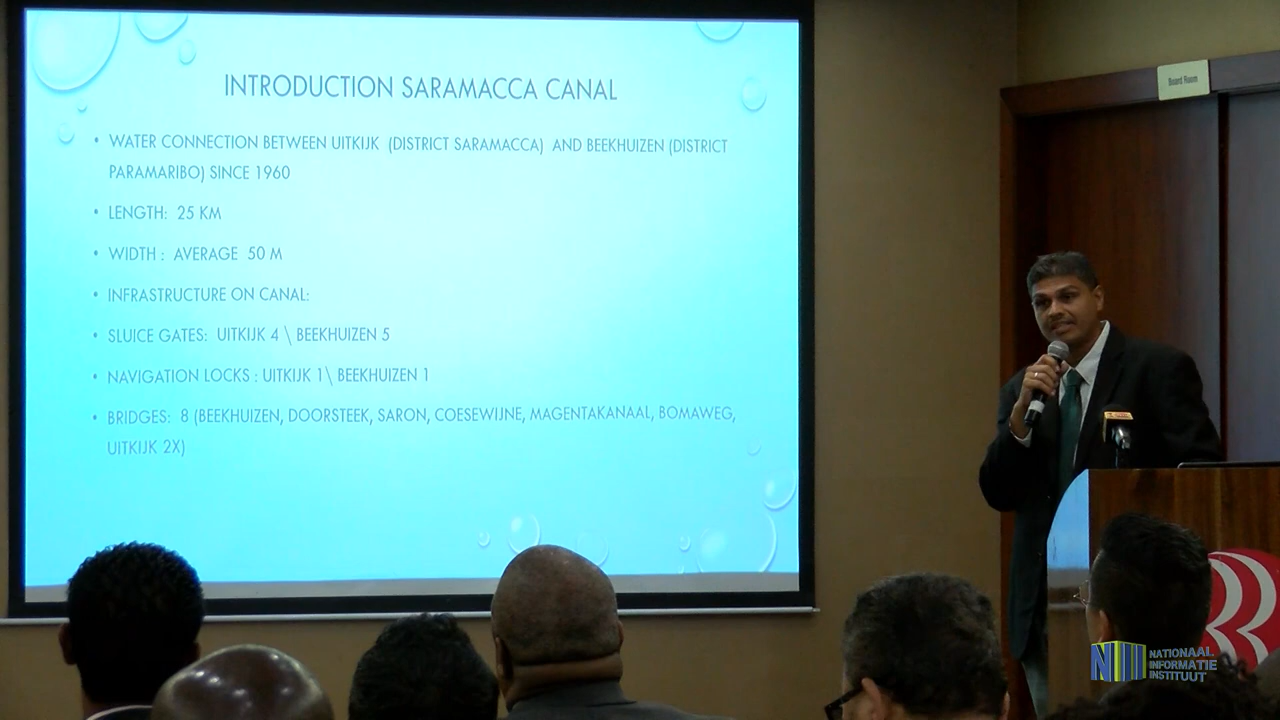 INTRODUCTION SARAMACCA CANAL
• WATER CONNECTION BETWEEN UITKIJK (DISTRICT SARAMACCA) AND BEEKHUIZEN (DISTRICT
PARAMARIBO) SINCE 1960
• LENGTH: 25 KM
• WIDTH : AVERAGE 50 M
• INFRASTRUCTURE ON CANAL:
• SLUICE GATES: UITKIJK 4 \ BEEKHUIZEN 5
• NAVIGATION LOCKS : UITKIJK 1\ BEEKHUIZEN 1
• BRIDGES: 8 (BEEKHUIZEN, DOORSTEEK, SARON, COESEWIJNE, MAGENTAKANAAL, BOMAWEG,
UITKIJK 2X)
Board Room
NII NATIONAAL
INFORMATIE
INSTITUUT